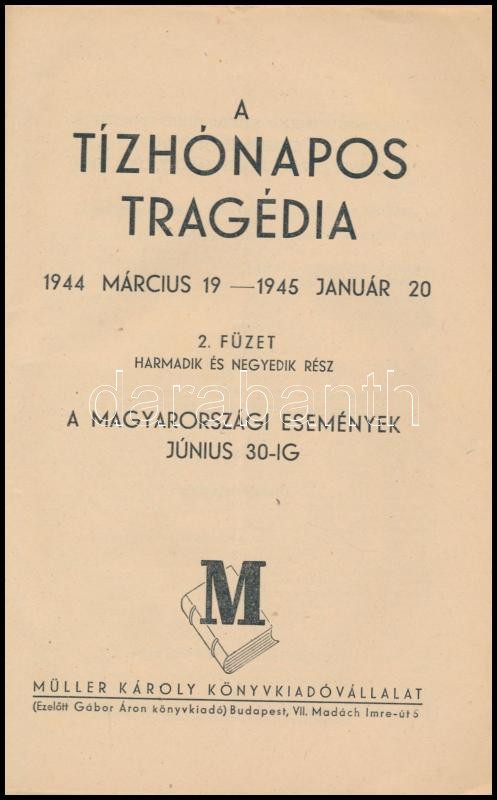 A
TÍZHÓNAPOS
TRAGÉDIA
1944 MÁRCIUS 19 — 1945 JANUÁR 20
2. FÜZET
HARMADIK ÉS NEGYEDIK RÉSZ
darabanth
A MAGYARORSZÁGI ESEMÉNYEK
JÚNIUS 30-IG
M
MÜLLER KÁROLY KÖNYVKIADÓVÁLLALAT
(Ezelőtt Gábor Áron könyvkiadó) Budapest, VII. Madách Imre-út 5